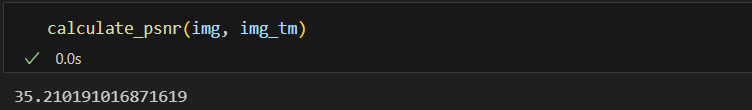 calculate_psnr(img, img_tm)
0.0s
35.210191016871619